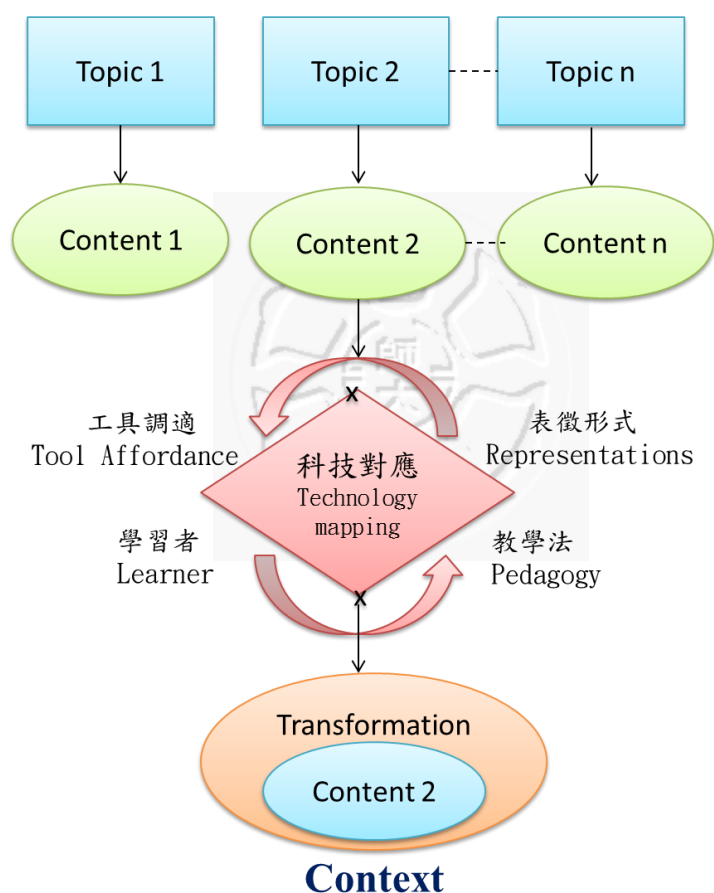 Topic 1
Topic 2
Topic n
Content 1
Content 2
Content n
工具調適
Tool Affordance
表徵形式
Representations
x
科技對應
Technology
mapping
學習者
Learner
教學法
Pedagogy
x
Transformation
Content 2
Context